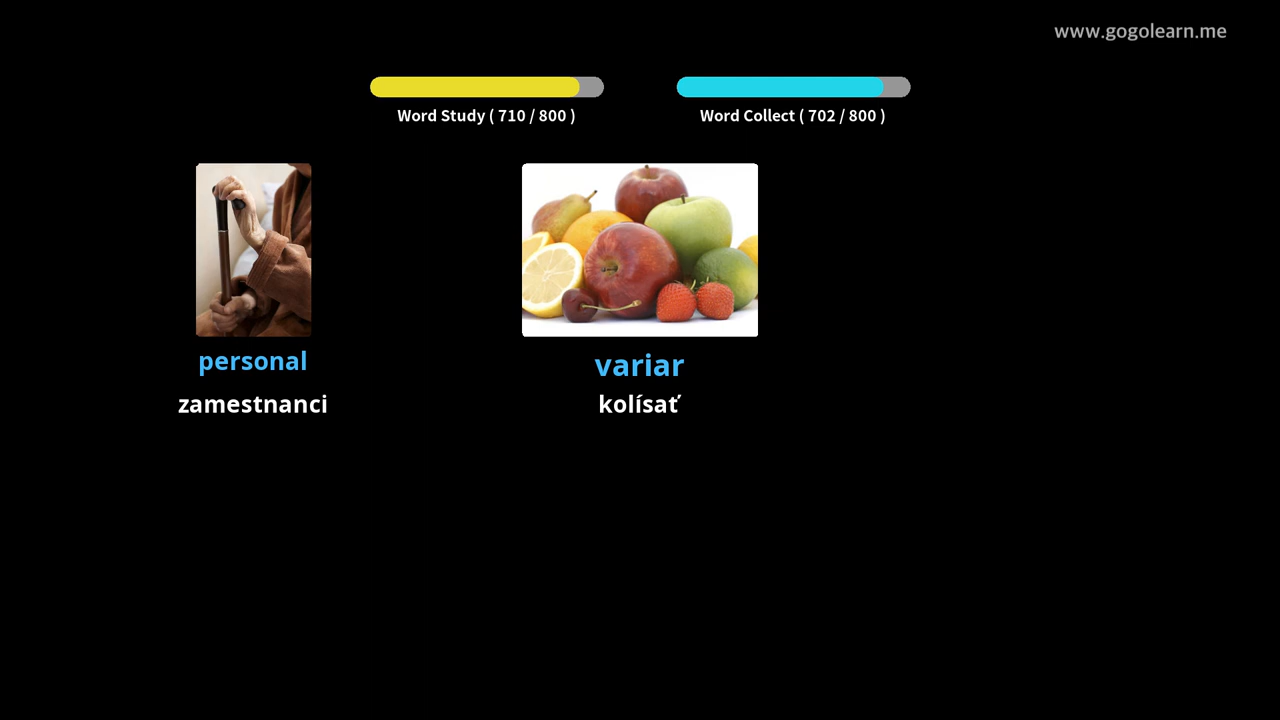 www.gogolearn.me
Word Study ( 710 / 800 )
Word Collect ( 702 / 800 )
personal
zamestnanci
variar
kolísať